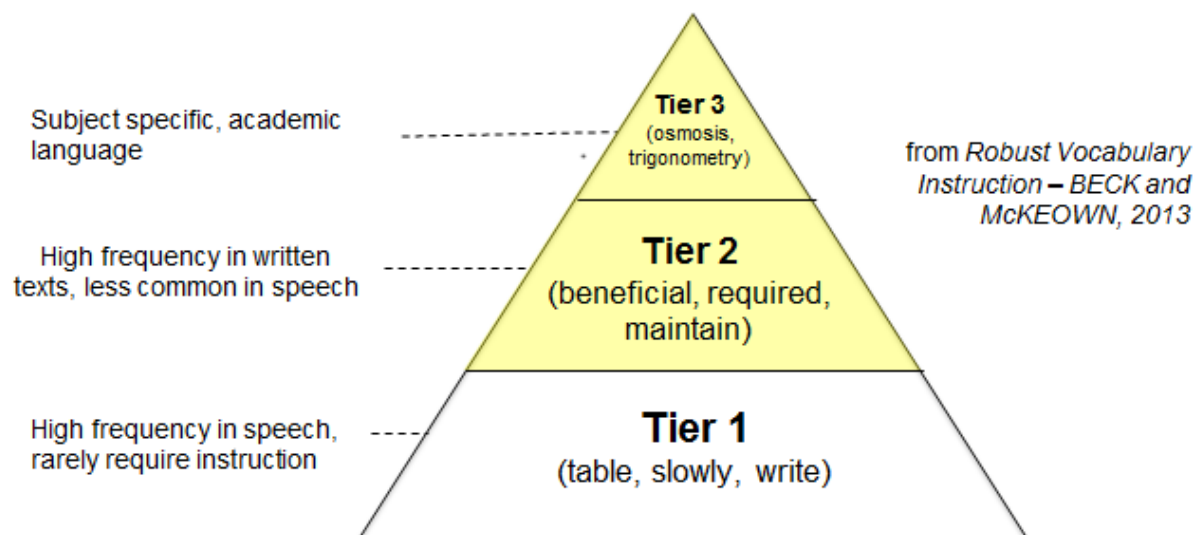 Tier 3
(osmosis,
trigonometry)
Subject specific, academic
language
from Robust Vocabulary
Instruction – BECK and
McKEOWN, 2013
Tier 2
(beneficial, required,
maintain)
High frequency in written
texts, less common in speech
Tier 1
(table, slowly, write)
High frequency in speech,
rarely require instruction